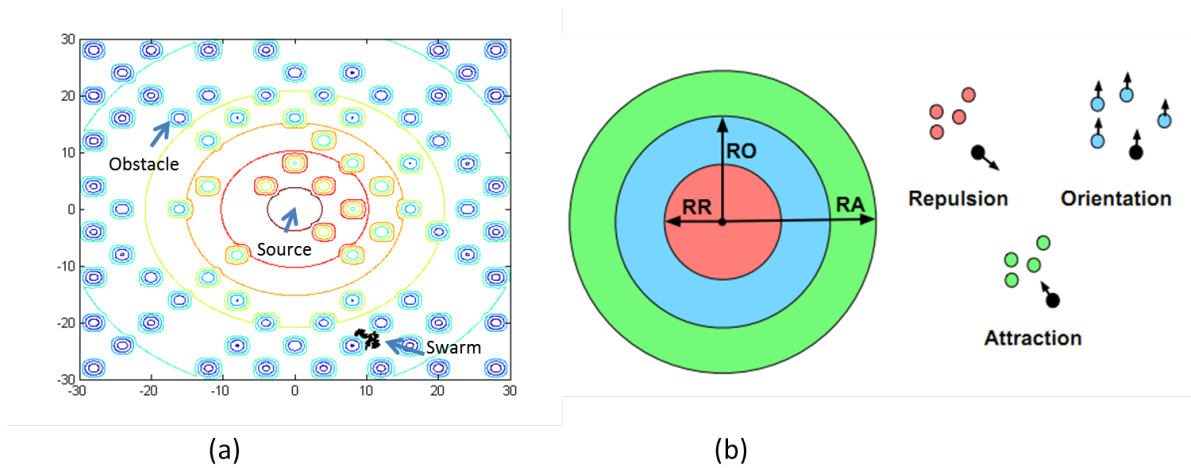 30
20
10
0
-10
-20
-30
-30
-20
-10
0
10
20
30
Obstacle
Source
Swarm
(a)
RO
RR
RA
Repulsion
Orientation
Attraction
(b)